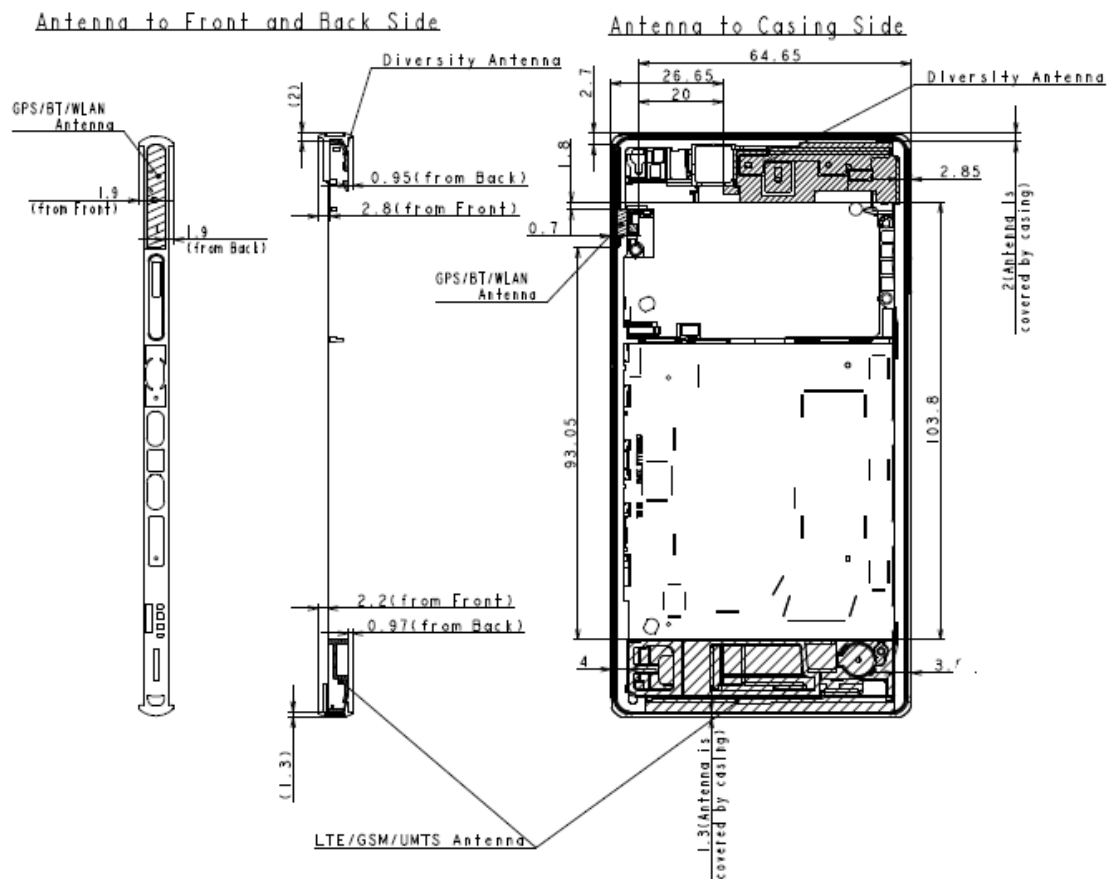 Antenna to Front and Back Side
Antenna to Casing Side
Diversity Antenna
64.65
26.65
20
2.7
Diversity Antenna
(2)
GPS/BT/WLAN
Antenna
1.9
(from Front)
1.9
(from Back)
0.95(from Back)
2.8(from Front)
1.8
2.85
0.7
GPS/BT/WLAN
Antenna
2(Antenna is
covered by casing)
93.05
103.8
2.2(from Front)
0.97(from Back)
4
(1.3)
1.3(Antenna is
covered by casing)
LTE/GSM/UMTS Antenna